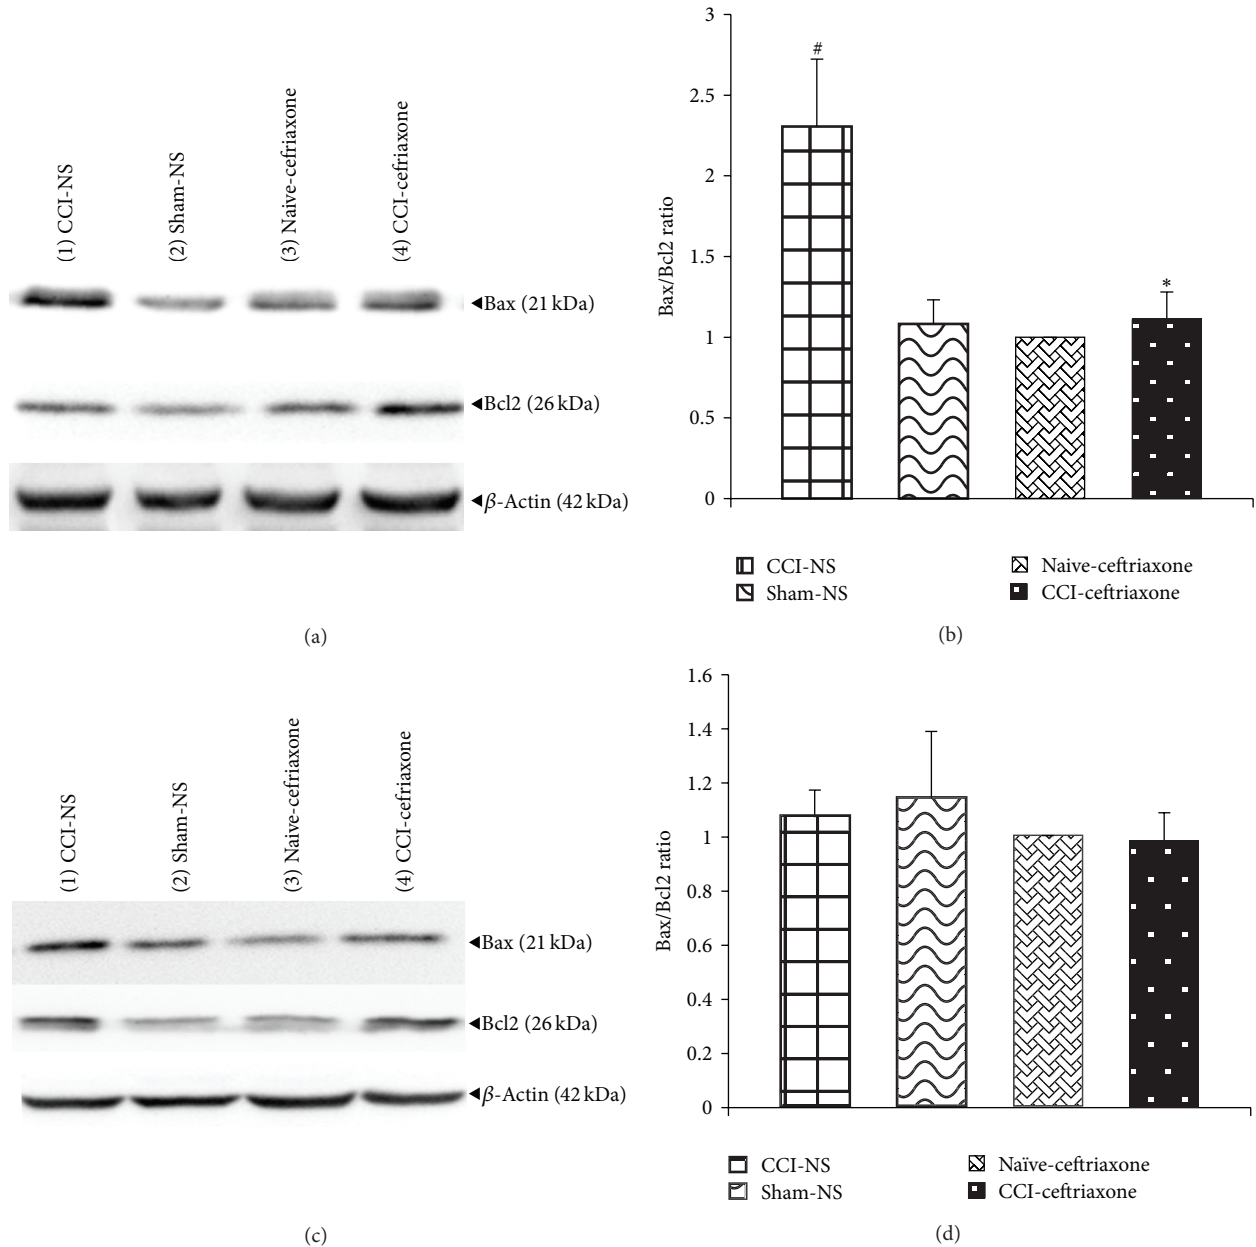 (1) CCI-NS
(2) Sham-NS
(3) Naive-cefriaxone
(4) CCI-cefriaxone
◄Bax (21 kDa)
◄Bcl2 (26 kDa)
◄β-Actin (42 kDa)
(a)
Bax/Bcl2 ratio
3
2.5
2
1.5
1
0.5
0
#
*
CCI-NS
Sham-NS
Naive-ceftriaxone
CCI-ceftriaxone
(b)
(1) CCI-NS
(2) Sham-NS
(3) Naive-cefriaxone
(4) CCI-cefriaxone
◄Bax (21 kDa)
◄Bcl2 (26 kDa)
◄β-Actin (42 kDa)
(c)
Bax/Bcl2 ratio
1.6
1.4
1.2
1
0.8
0.6
0.4
0.2
0
CCI-NS
Sham-NS
Naïve-ceftriaxone
CCI-ceftriaxone
(d)